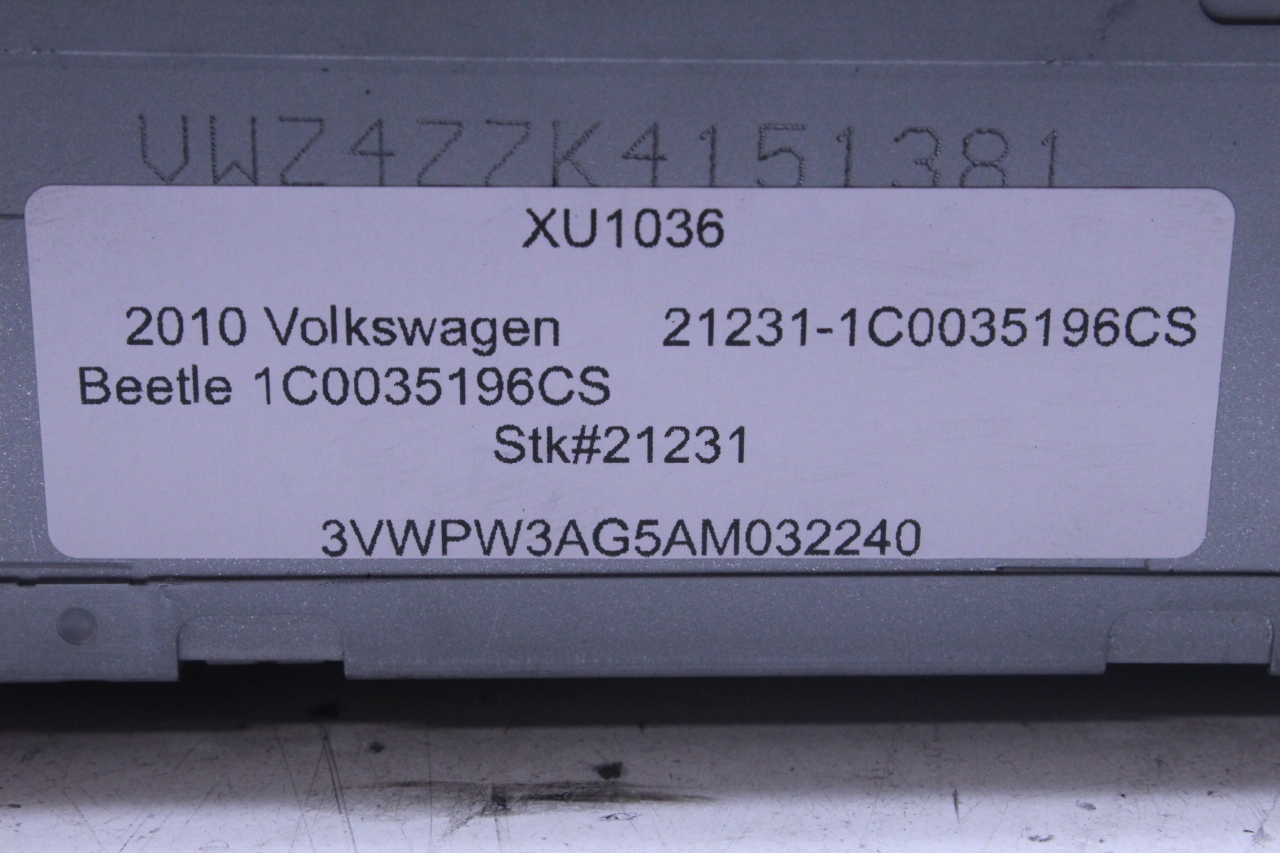 VWZ4Z7K4151381
XU1036
2010 Volkswagen 21231-1C0035196CS
Beetle 1C0035196CS
Stk#21231
3VWPW3AG5AM032240